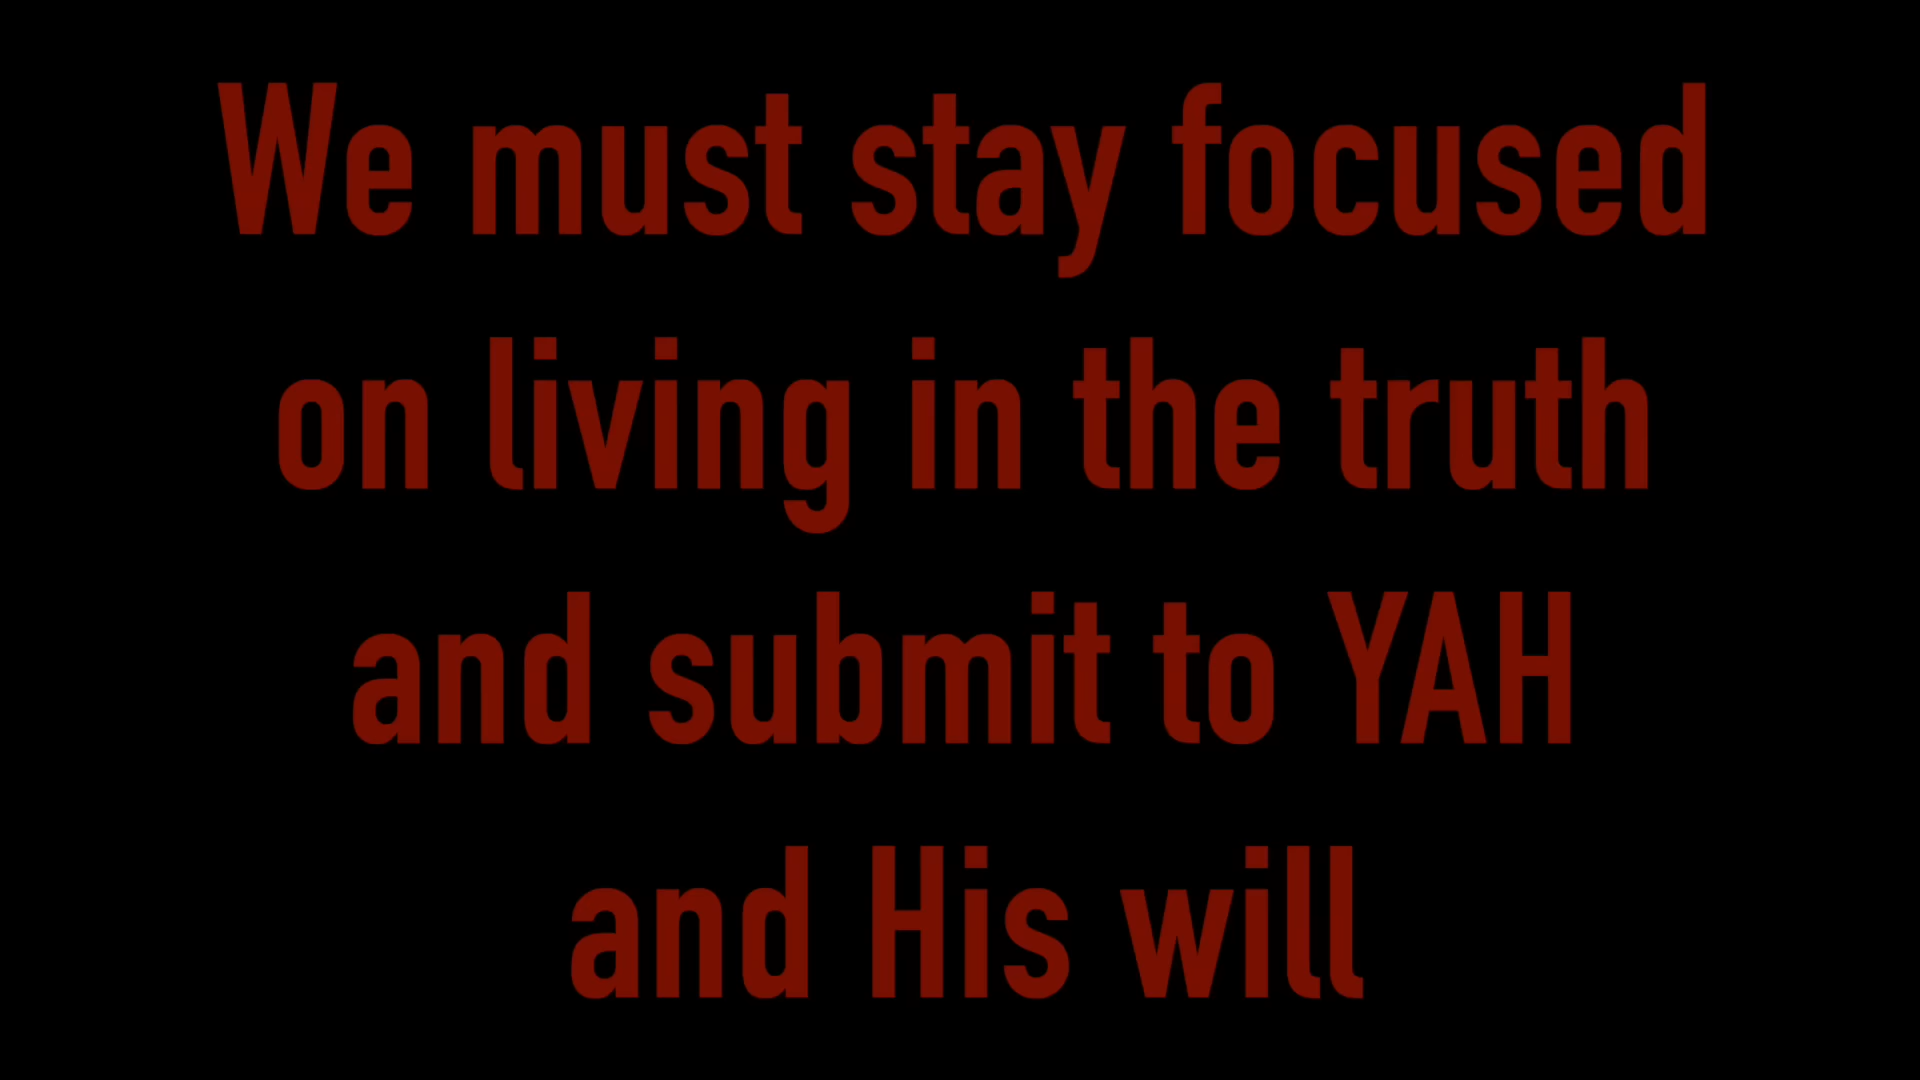 We must stay focused
on living in the truth
and submit to YAH
and His will